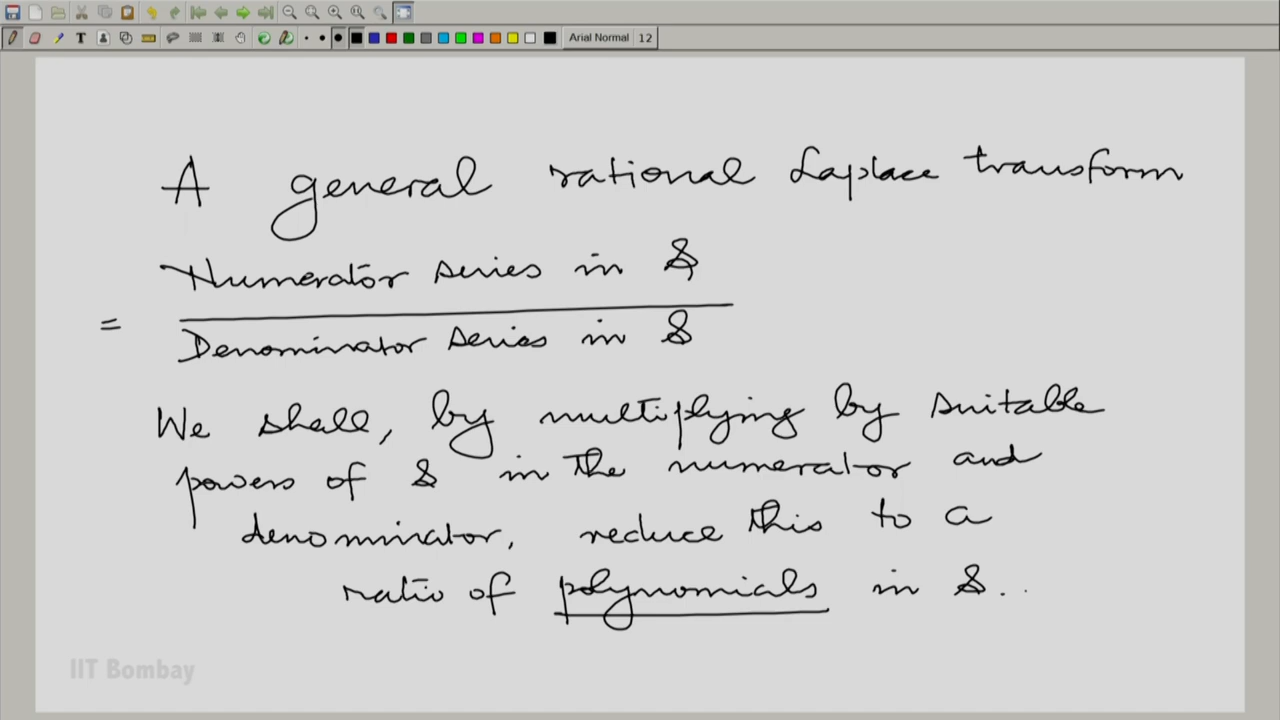 Arial Normal 12
A general rational Laplace transform
Numerator series in s
=
Denominator series in s
We shall, by multiplying by suitable
powers of s in the numerator and
denominator, reduce this to a
ratio of polynomials in s..
IIT Bombay